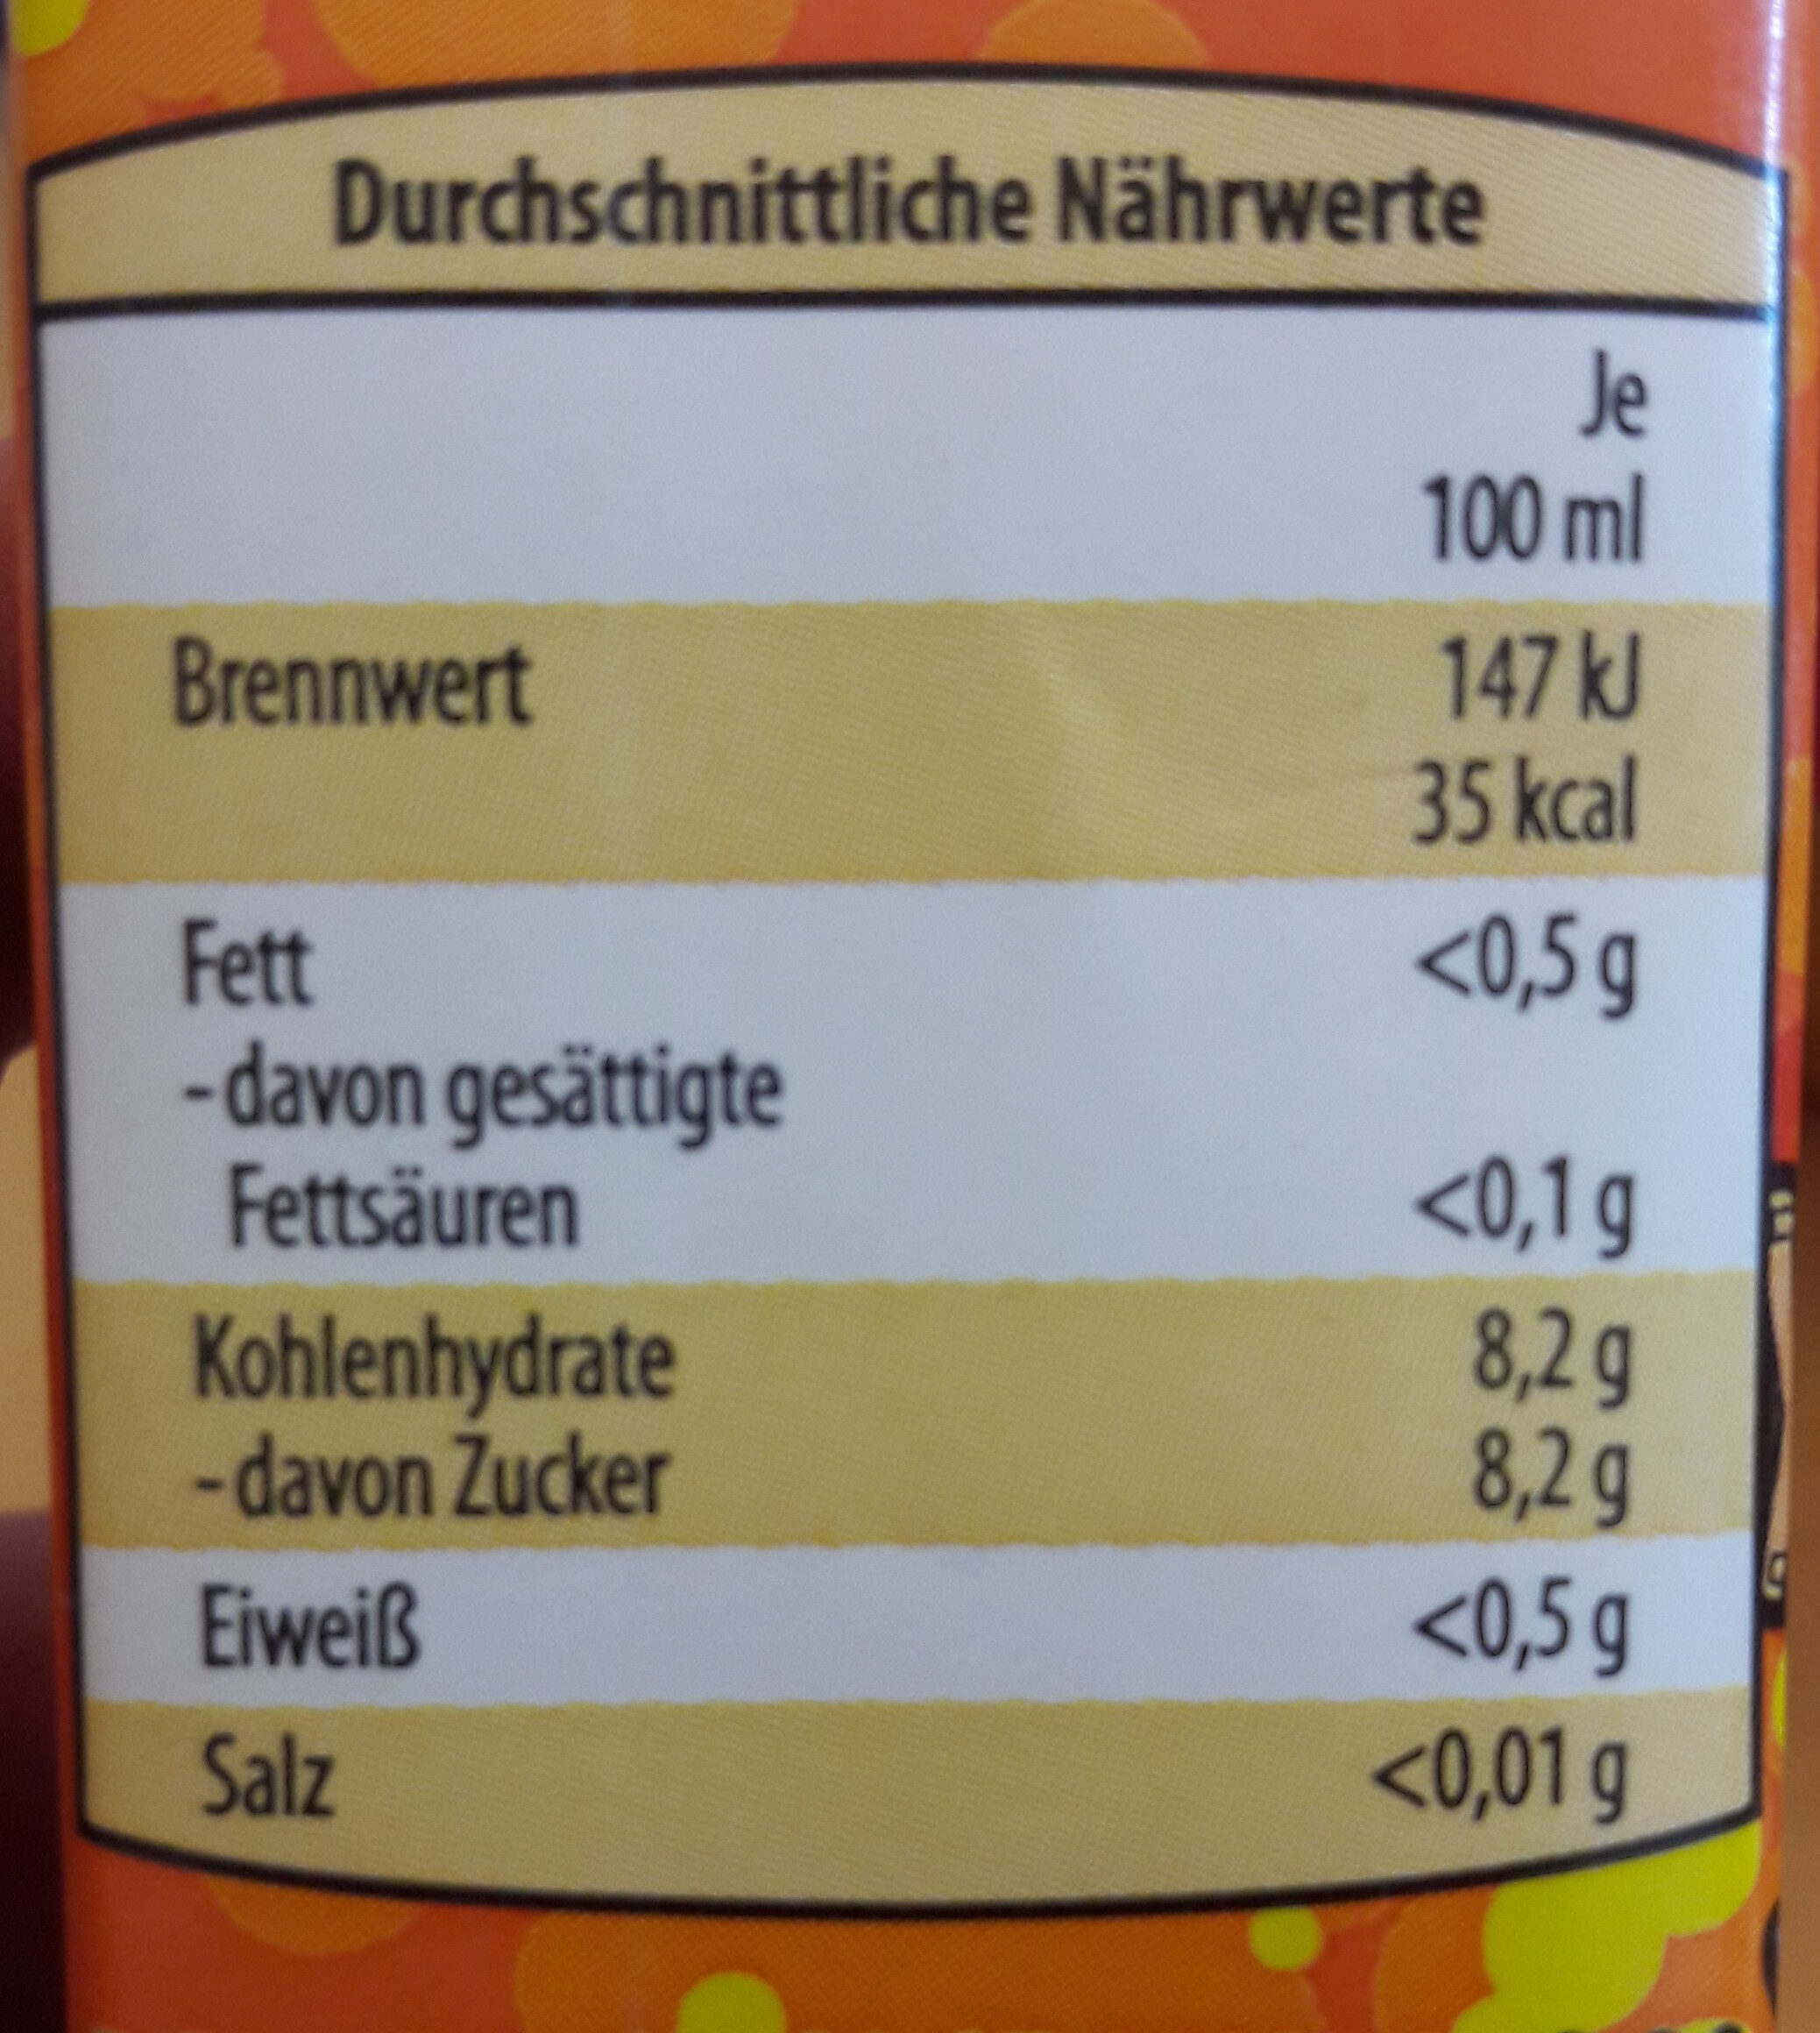 Durchschnittliche Nährwerte
Je
100 ml
Brennwert 147 kJ
35 kcal
Fett <0,5 g
- davon gesättigte
Fettsäuren <0,1 g
Kohlenhydrate 8,2 g
- davon Zucker 8,2 g
Eiweiß <0,5 g
Salz <0,01 g